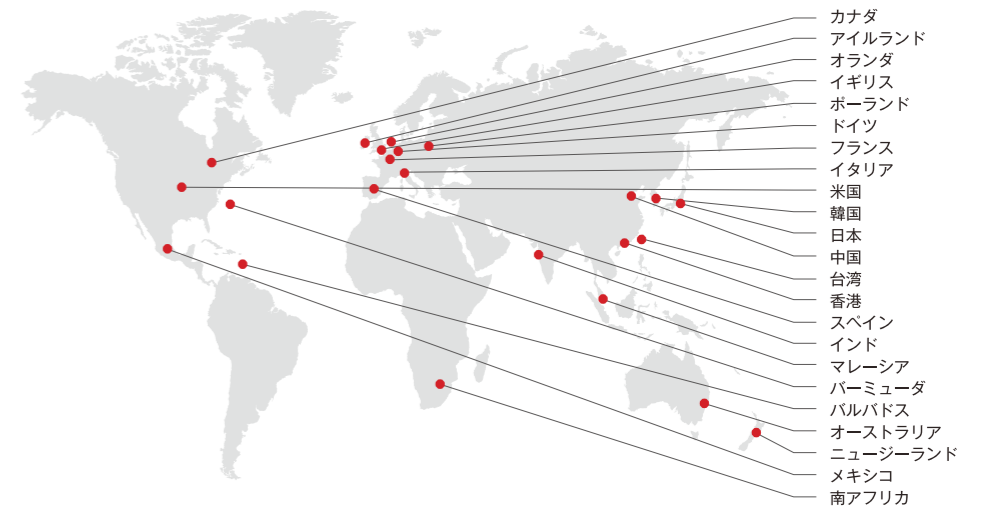 カナダ
アイルランド
オランダ
イギリス
ポーランド
ドイツ
フランス
イタリア
米国
韓国
日本
中国
台湾
香港
スペイン
インド
マレーシア
バーミューダ
バルバドス
オーストラリア
ニュージーランド
メキシコ
南アフリカ